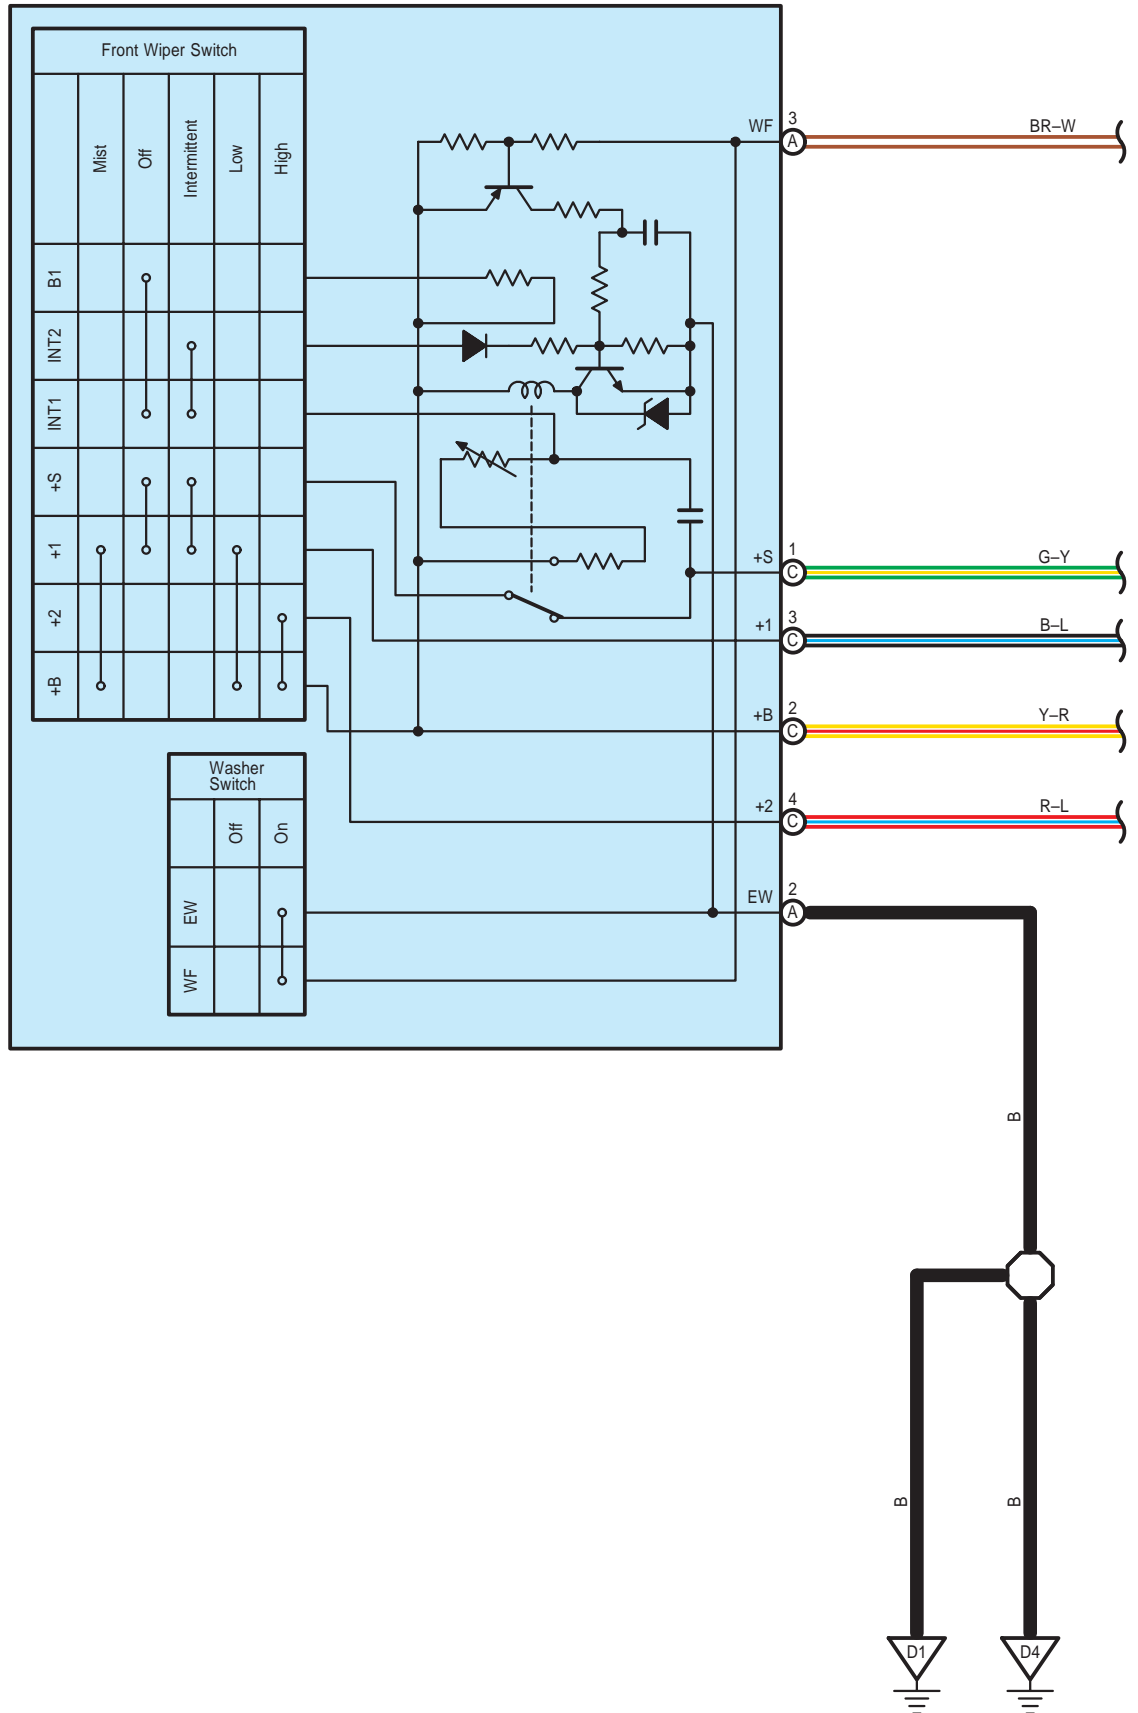 Front Wiper Switch
Mist
Off
Intermittent
Low
High
B1
INT2
INT1
+S
+1
+2
+B
WF
3
A
BR–W
+S
1
C
G–Y
+1
3
C
B–L
+B
2
C
Y–R
+2
4
C
R–L
EW
2
A
Washer
Switch
Off
On
EW
WF
B
B
B
D1
D4